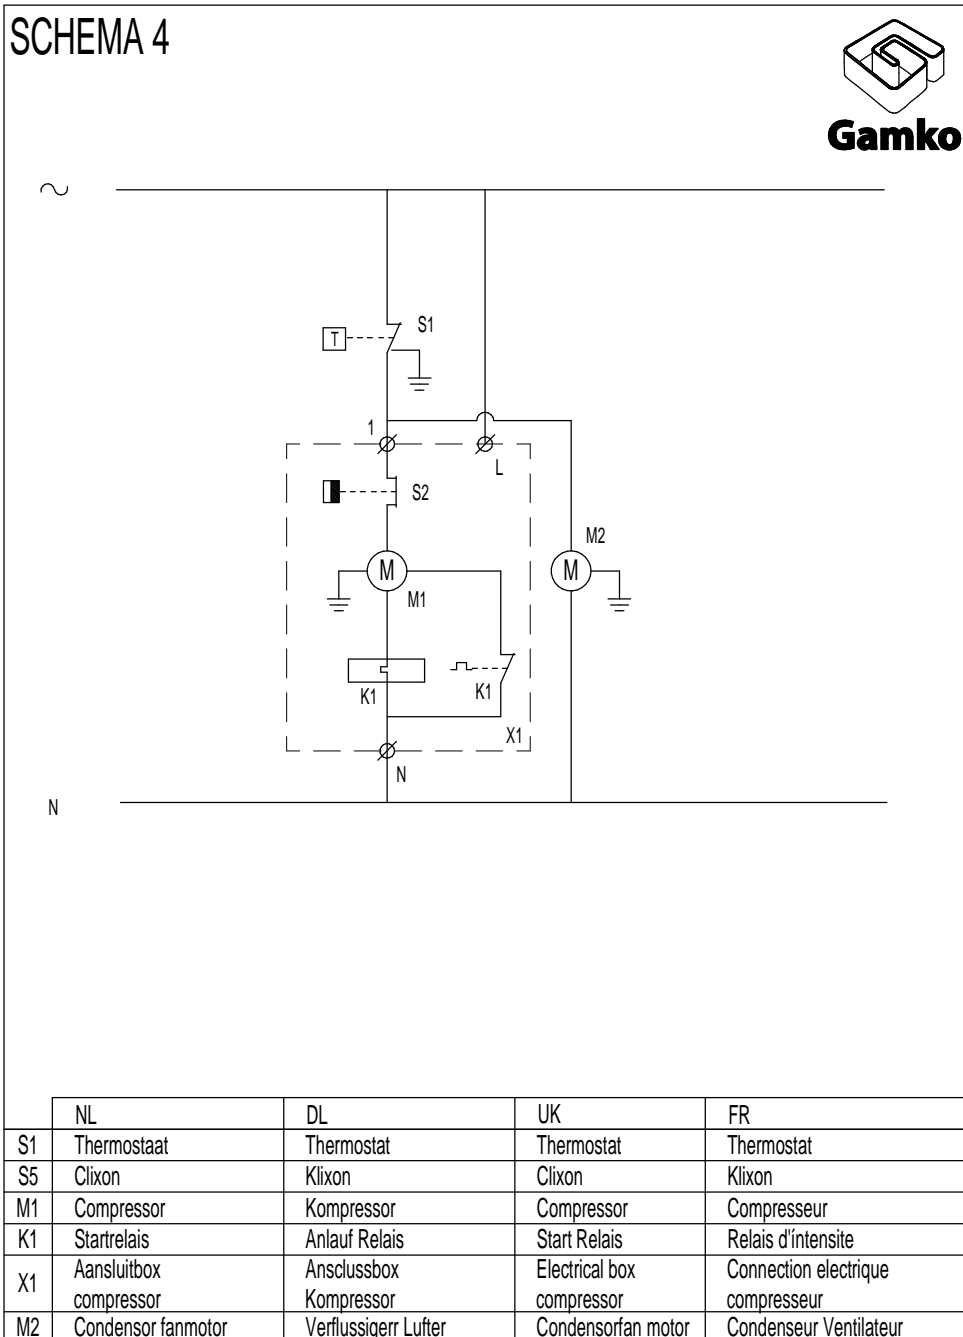 SCHEMA 4
Gamko
S1
T
1
L
S2
M2
M
M
M1
K1
K1
X1
N
N
NL DL UK FR
S1 Thermostaat Thermostat Thermostat Thermostat
S5 Clixon Klixon Clixon Klixon
M1 Compressor Kompressor Compressor Compresseur
K1 Startrelais Anlauf Relais Start Relais Relais d'intensite
X1 Aansluitbox Ansclussbox Electrical box Connection electrique
compressor Kompressor compressor compresseur
M2 Condensor fanmotor Verflussigerr Lufter Condensorfan motor Condenseur Ventilateur